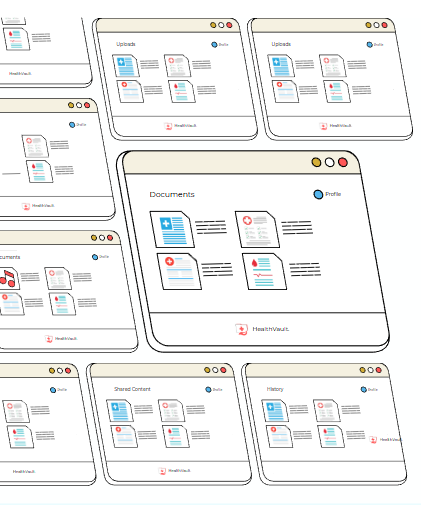 Uploads
Profile
Uploads
Profile
HealthVault
HealthVault
HealthVault
Profile
Documents
Profile
HealthVault
cuments
Profile
HealthVault.
HealthVault
Profile
Shared Content
Profile
History
Profile
HealthVault
HealthVault
HealthVault